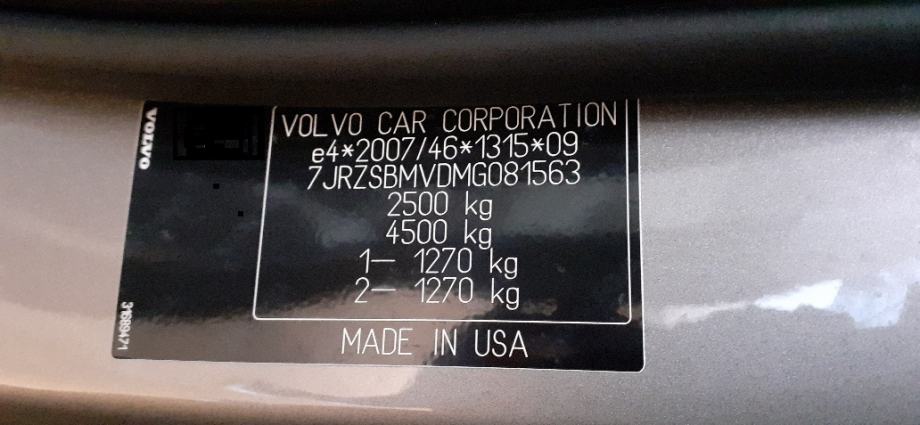 VOLVO
VOLVO CAR CORPORATION
e4*2007/46*1315*09
7JRZSBMVDMG081563
2500 kg
4500 kg
1– 1270 kg
2– 1270 kg
31689471
MADE IN USA